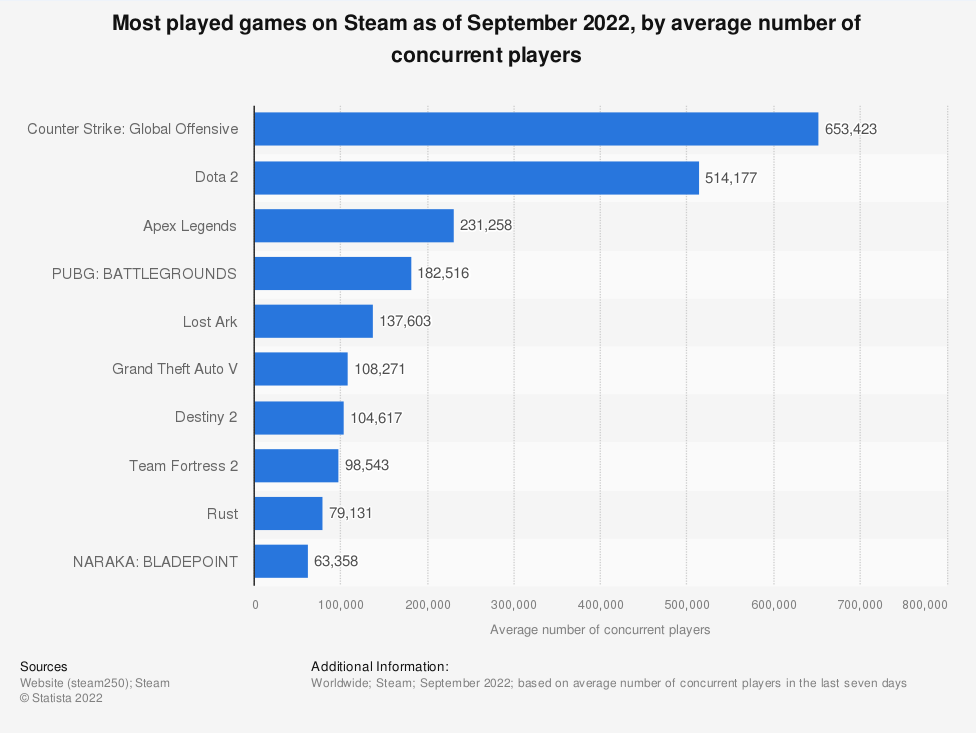 Most played games on Steam as of September 2022, by average number of
concurrent players
Counter Strike: Global Offensive 653,423
Dota 2 514,177
Apex Legends 231,258
PUBG: BATTLEGROUNDS 182,516
Lost Ark 137,603
Grand Theft Auto V 108,271
Destiny 2 104,617
Team Fortress 2 98,543
Rust 79,131
NARAKA: BLADEPOINT 63,358
0 100,000 200,000 300,000 400,000 500,000 600,000 700,000 800,000
Average number of concurrent players
Sources
Website (steam250); Steam
© Statista 2022
Additional Information:
Worldwide; Steam; September 2022; based on average number of concurrent players in the last seven days